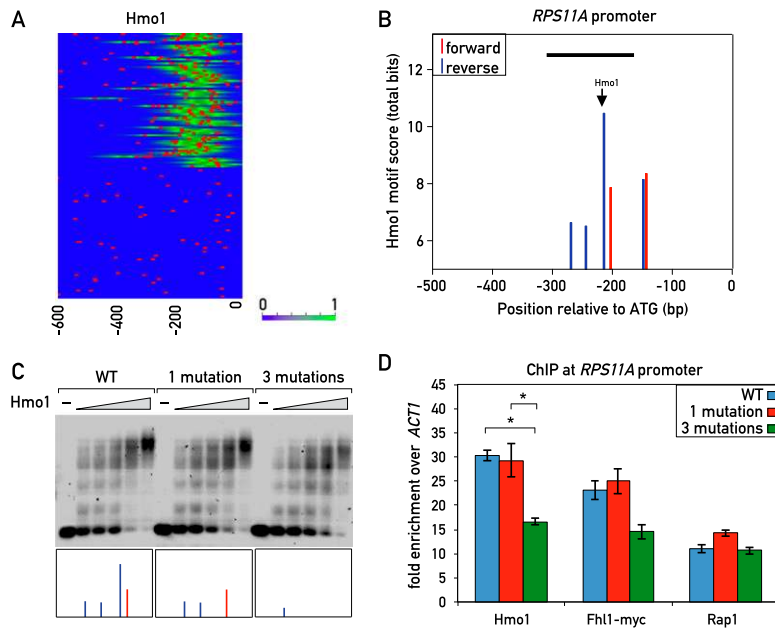 A
Hmo1
-600
-400
-200
0
0
1
B
RPS11A promoter
Hmo1 motif score (total bits)
12
10
8
6
forward
reverse
Hmo1
-500
-400
-300
-200
-100
0
Position relative to ATG (bp)
C
WT
1 mutation
3 mutations
Hmo1
–
–
–
D
ChIP at RPS11A promoter
fold enrichment over ACT1
45
40
35
30
25
20
15
10
5
0
WT
1 mutation
3 mutations
*
*
Hmo1
Fhl1-myc
Rap1